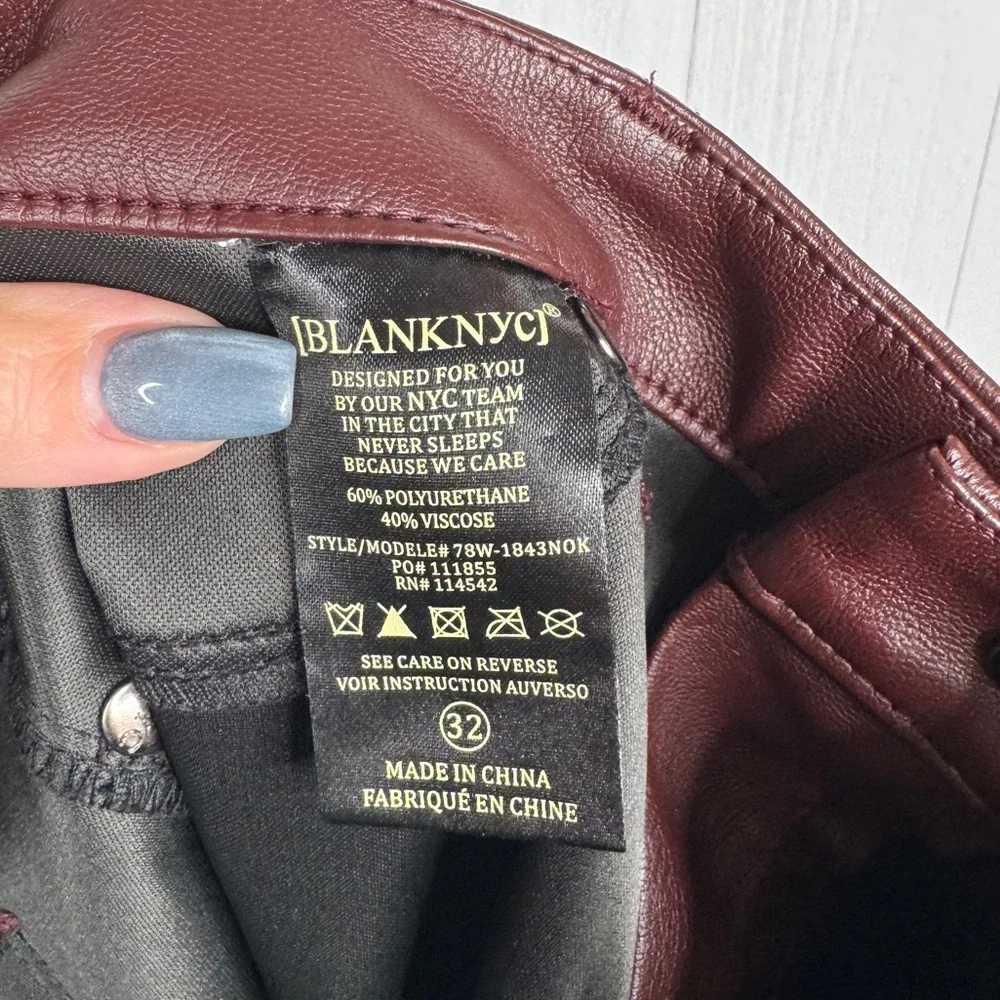 [BLANKNYC]®
DESIGNED FOR YOU
BY OUR NYC TEAM
IN THE CITY THAT
NEVER SLEEPS
BECAUSE WE CARE
60% POLYURETHANE
40% VISCOSE
STYLE/MODELE# 78W-1843NOK
PO# 111855
RN# 114542
SEE CARE ON REVERSE
VOIR INSTRUCTION AUVERSO
32
MADE IN CHINA
FABRIQUÉ EN CHINE